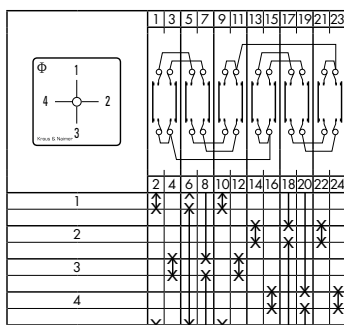 1 3 5 7 9 11 13 15 17 19 21 23
Φ 1
4 2
3
Kraus & Naimer
2 4 6 8 10 12 14 16 18 20 22 24
1 X X X
X X X
2 X X X
X X X
3 X X X
X X X
4 X X X
X X X
X X X